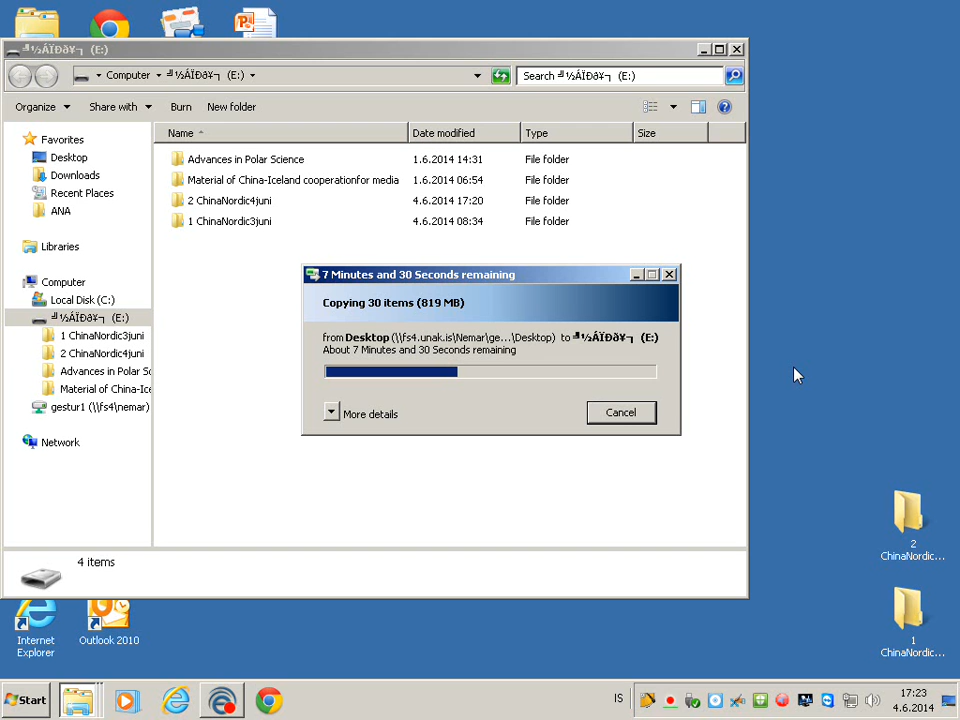 ╝½ÁÏÐð¥¬ (E:)
Computer ╝½ÁÏÐð¥¬ (E:)
Search ╝½ÁÏÐð¥¬ (E:)
Organize Share with Burn New folder
Name Date modified Type Size
Favorites
Desktop
Downloads
Recent Places
ANA
Libraries
Computer
Local Disk (C:)
╝½ÁÏÐð¥¬ (E:)
1 ChinaNordic3juni
2 ChinaNordic4juni
Advances in Polar Sc
Material of China-Ice
gestur1 (\\fs4\nemar)
Network
Advances in Polar Science 1.6.2014 14:31 File folder
Material of China-Iceland cooperationfor media 1.6.2014 06:54 File folder
2 ChinaNordic4juni 4.6.2014 17:20 File folder
1 ChinaNordic3juni 4.6.2014 08:34 File folder
7 Minutes and 30 Seconds remaining
Copying 30 items (819 MB)
from Desktop (\\fs4.unak.is\Nemar\ge...\Desktop) to ╝½ÁÏÐð¥¬ (E:)
About 7 Minutes and 30 Seconds remaining
More details
Cancel
4 items
2
ChinaNordic...
1
ChinaNordic...
Internet
Explorer
Outlook 2010
Start
IS
17:23
4.6.2014